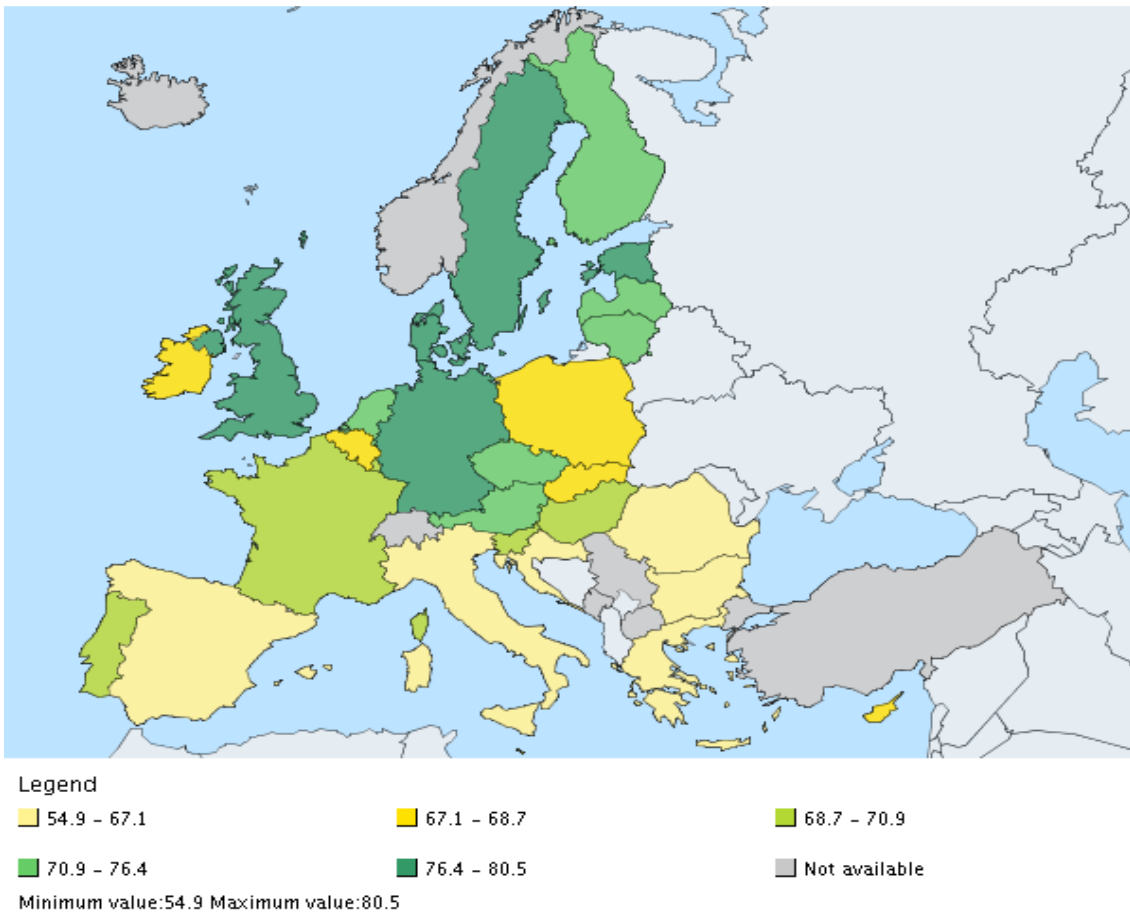 Legend
54.9 - 67.1
67.1 - 68.7
68.7 - 70.9
70.9 - 76.4
76.4 - 80.5
Not available
Minimum value:54.9 Maximum value:80.5